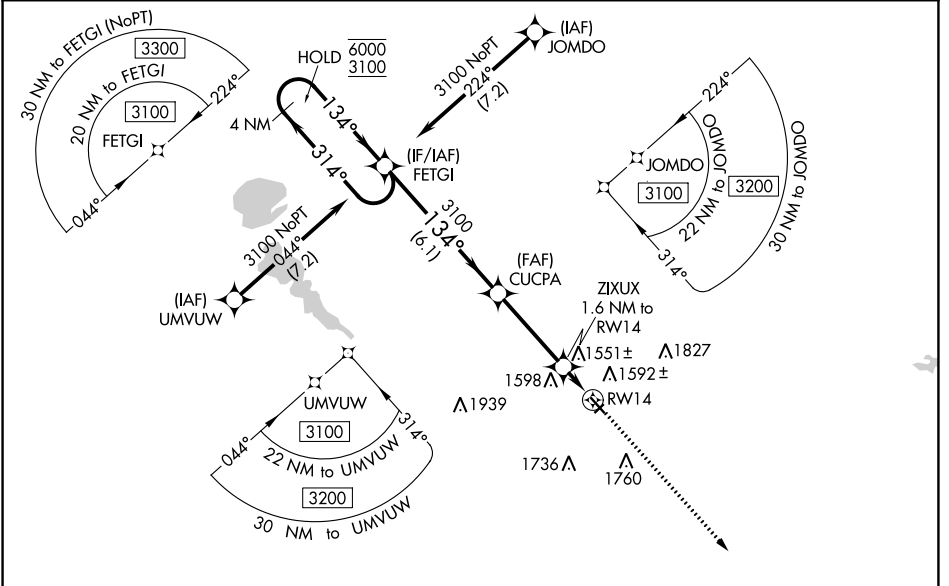 30 NM to FETGI (NoPT)
3300
20 NM to FETGI
3100
FETGI
224°
044°
HOLD
6000
3100
4 NM
134°
314°
(IAF)
JOMDO
3100 NoPT
224°
(7.2)
(IF/IAF)
FETGI
3100
134°
(6.1)
3100 NoPT
044°
(7.2)
(IAF)
UMVUW
(FAF)
CUCPA
ZIXUX
1.6 NM to
RW14
1551±
1827
1598
1592±
RW14
1939
1736
1760
224°
JOMDO
3100
22 NM to JOMDO
3200
30 NM to JOMDO
314°
UMVUW
3100
044°
314°
22 NM to UMVUW
3200
30 NM to UMVUW